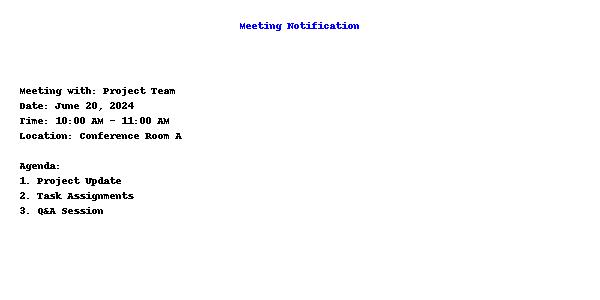 Meeting Notification
Meeting with: Project Team
Date: June 20, 2024
Time: 10:00 AM - 11:00 AM
Location: Conference Room A
Agenda:
1. Project Update
2. Task Assignments
3. Q&A Session